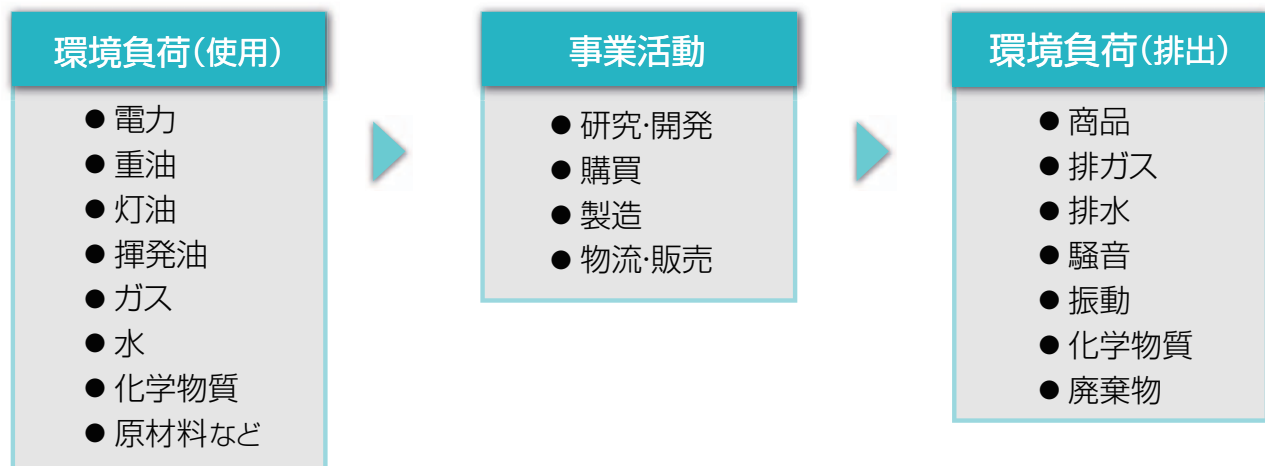 環境負荷(使用)
● 電力
● 重油
● 灯油
● 揮発油
● ガス
● 水
● 化学物質
● 原材料など
事業活動
● 研究・開発
● 購買
● 製造
● 物流・販売
環境負荷(排出)
● 商品
● 排ガス
● 排水
● 騒音
● 振動
● 化学物質
● 廃棄物